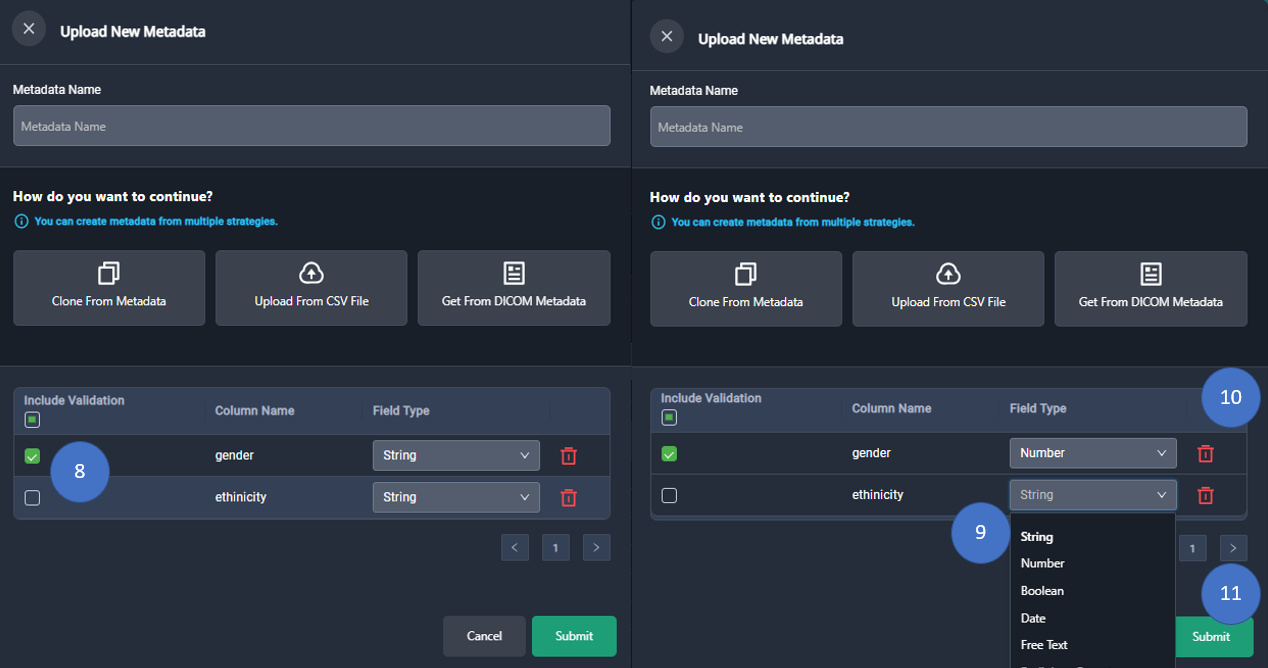 Upload New Metadata
Metadata Name
Metadata Name
How do you want to continue?
You can create metadata from multiple strategies.
Clone From Metadata
Upload From CSV File
Get From DICOM Metadata
Include Validation
Column Name
Field Type
gender
String
8
ethinicity
String
1
Cancel
Submit
Upload New Metadata
Metadata Name
Metadata Name
How do you want to continue?
You can create metadata from multiple strategies.
Clone From Metadata
Upload From CSV File
Get From DICOM Metadata
Include Validation
Column Name
Field Type
10
gender
Number
ethinicity
String
9
String
Number
Boolean
Date
Free Text
1
11
Submit